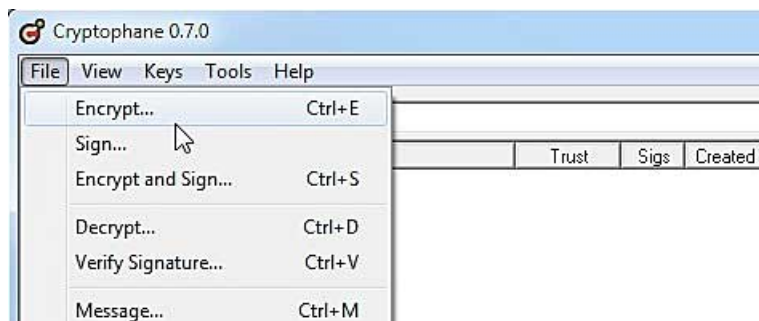 Cryptophane 0.7.0
File View Keys Tools Help
Encrypt... Ctrl+E
Sign...
Trust Sigs Created
Encrypt and Sign... Ctrl+S
Decrypt... Ctrl+D
Verify Signature... Ctrl+V
Message... Ctrl+M